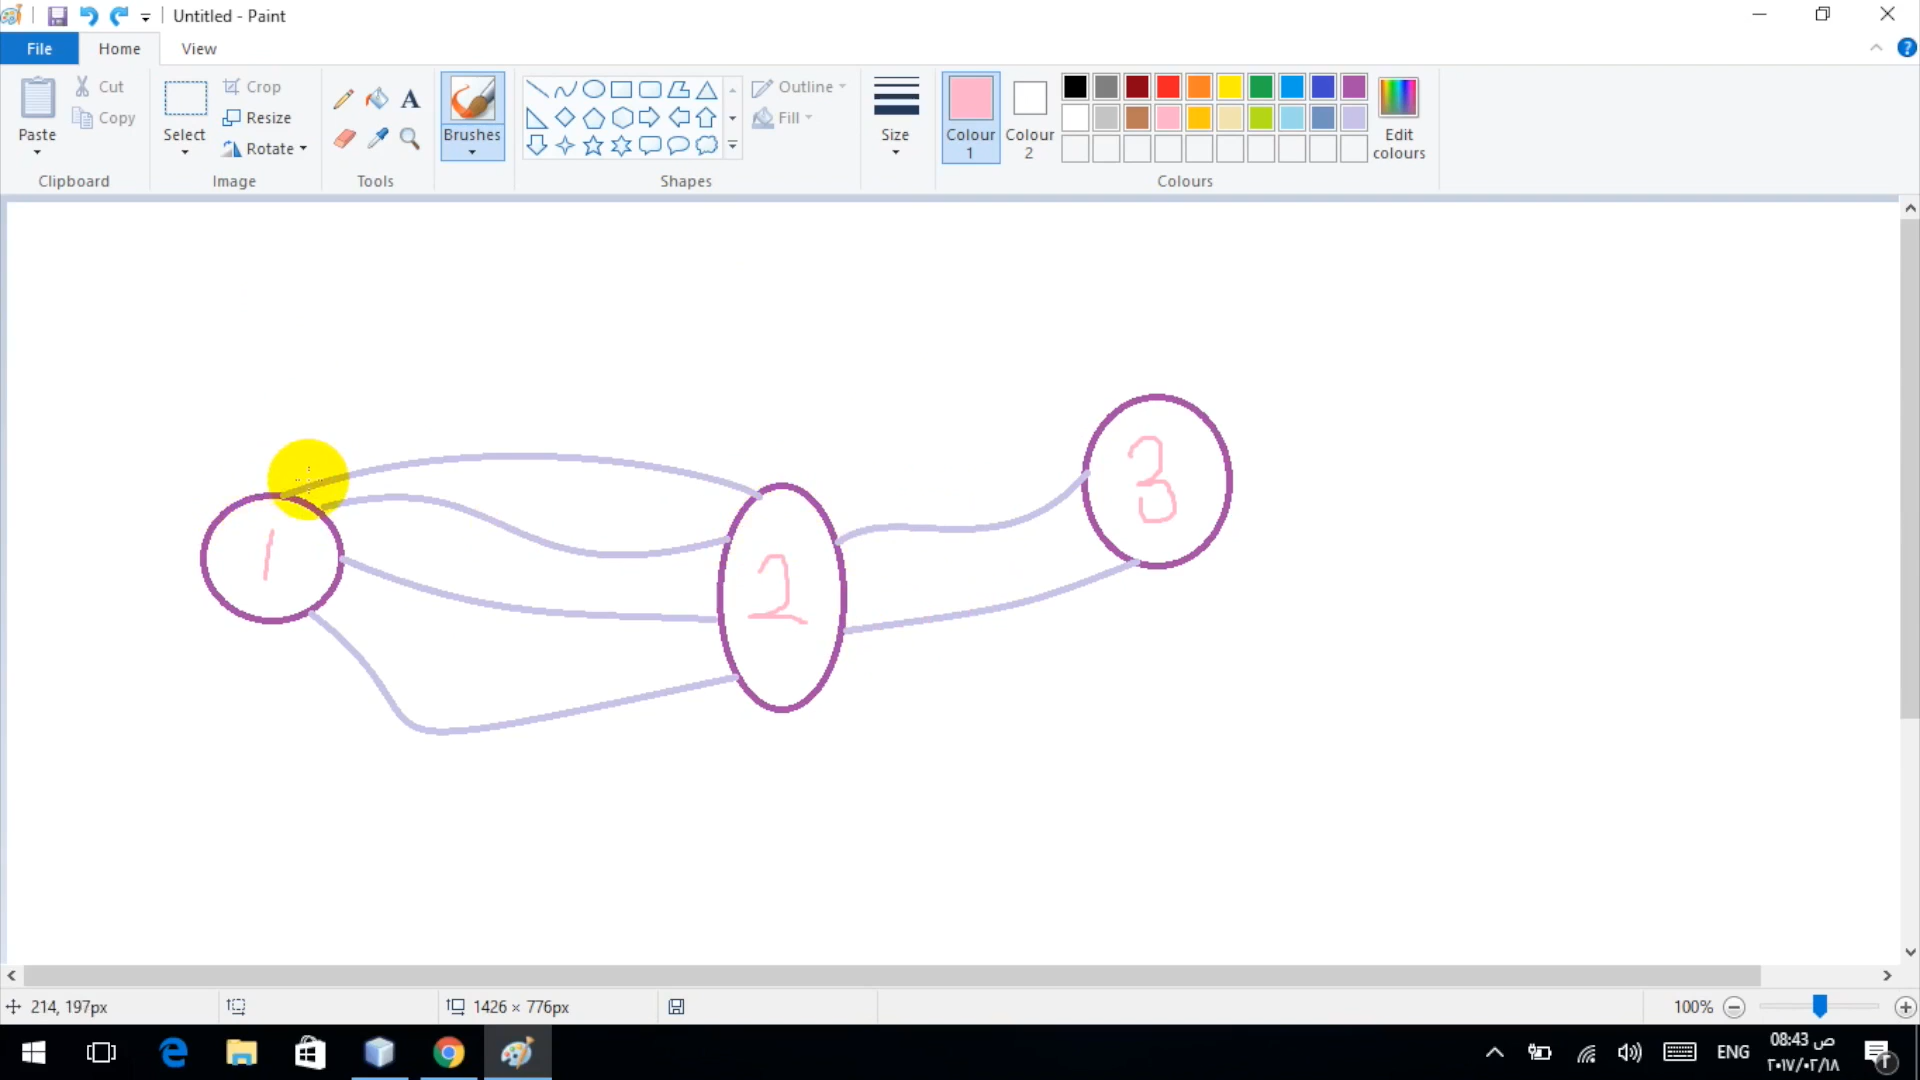 Untitled - Paint
File Home View
Paste
Cut
Copy
Clipboard
Select
Crop
Resize
Rotate
Image
A
Tools
Brushes
Shapes
Outline
Fill
Size
Colour 1
Colour 2
Edit colours
Colours
1
2
3
214, 197px
1426 × 776px
100%
ENG
08:43 ص
٢٠١٧/٠٢/١٨
٢